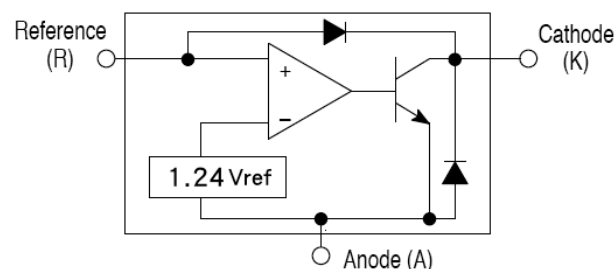 Reference
(R)
Cathode
(K)
+
−
1.24 Vref
Anode (A)